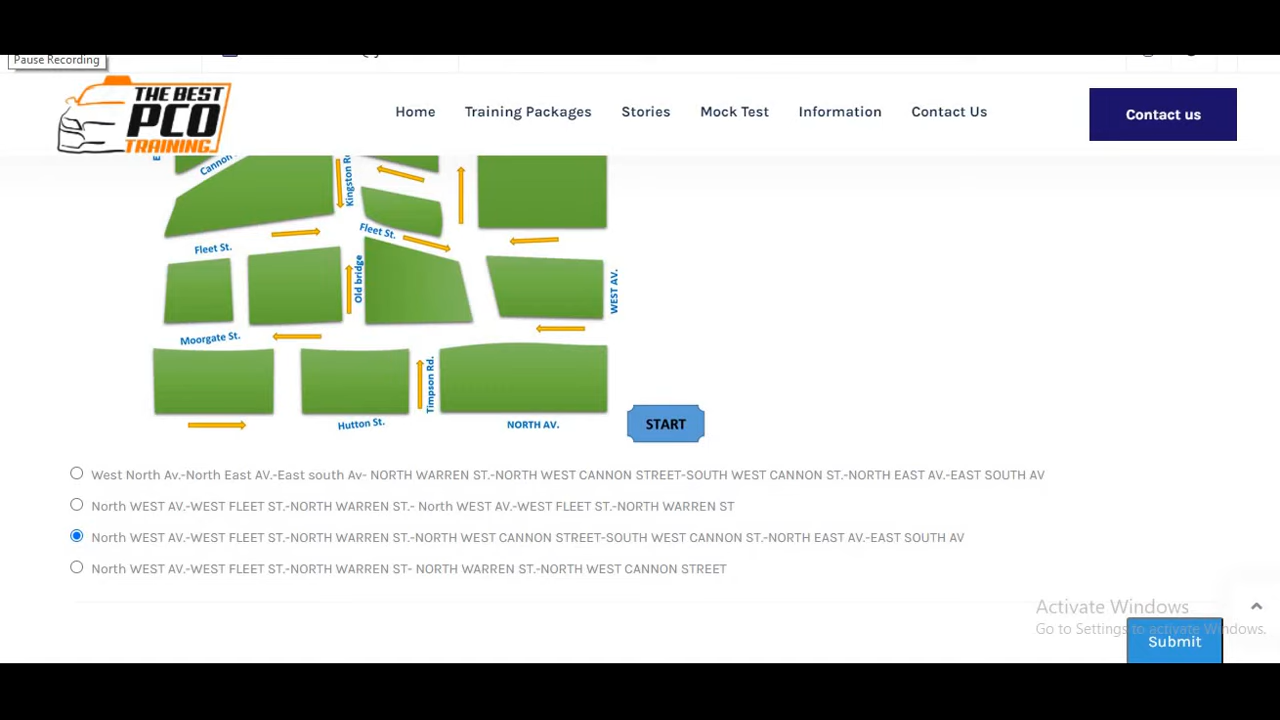 Pause Recording
THE BEST
PCO
TRAINING
Home Training Packages Stories Mock Test Information Contact Us
Contact us
Cannon
Kingston R
Fleet St.
Fleet St.
Old bridge
WEST AV.
Moorgate St.
Timpson Rd.
Hutton St.
NORTH AV.
START
West North Av.-North East AV.-East south Av- NORTH WARREN ST.-NORTH WEST CANNON STREET-SOUTH WEST CANNON ST.-NORTH EAST AV.-EAST SOUTH AV
North WEST AV.-WEST FLEET ST.-NORTH WARREN ST.- North WEST AV.-WEST FLEET ST.-NORTH WARREN ST
North WEST AV.-WEST FLEET ST.-NORTH WARREN ST.-NORTH WEST CANNON STREET-SOUTH WEST CANNON ST.-NORTH EAST AV.-EAST SOUTH AV
North WEST AV.-WEST FLEET ST.-NORTH WARREN ST- NORTH WARREN ST.-NORTH WEST CANNON STREET
Activate Windows
Go to Settings to activate Windows.
Submit